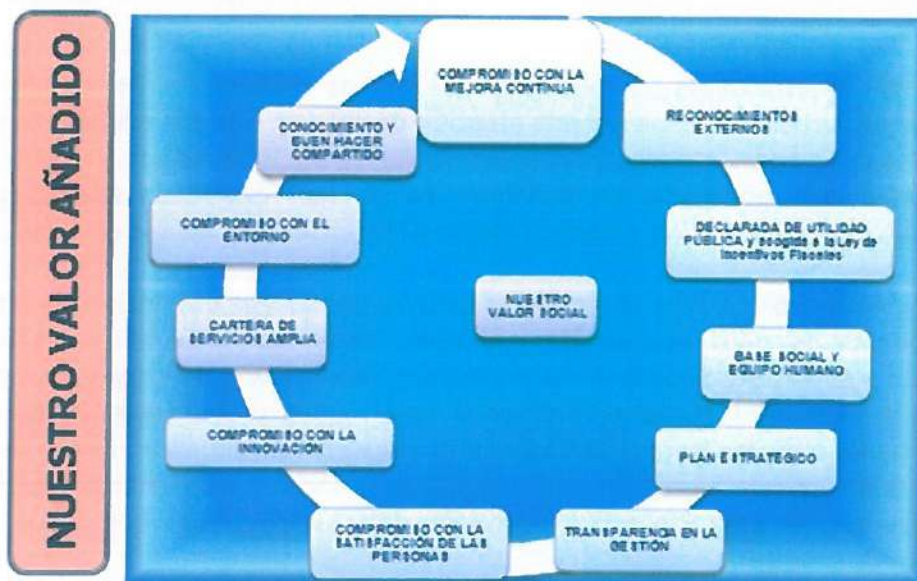 NUESTRO VALOR AÑADIDO
COMPROMISO CON LA
MEJORA CONTÍNUA
RECONOCIMIENTOS
EXTERNOS
DECLARADA DE UTILIDAD
PÚBLICA y acogida a la Ley de
Incentivos Fiscales
BASE SOCIAL Y
EQUIPO HUMANO
PLAN ESTRATÉGICO
TRANSPARENCIA EN LA
GESTIÓN
COMPROMISO CON LA
SATISFACCIÓN DE LAS
PERSONAS
COMPROMISO CON LA
INNOVACIÓN
CARTERA DE
SERVICIOS AMPLIA
COMPROMISO CON EL
ENTORNO
CONOCIMIENTO Y
BUEN HACER
COMPARTIDO
NUESTRO
VALOR SOCIAL